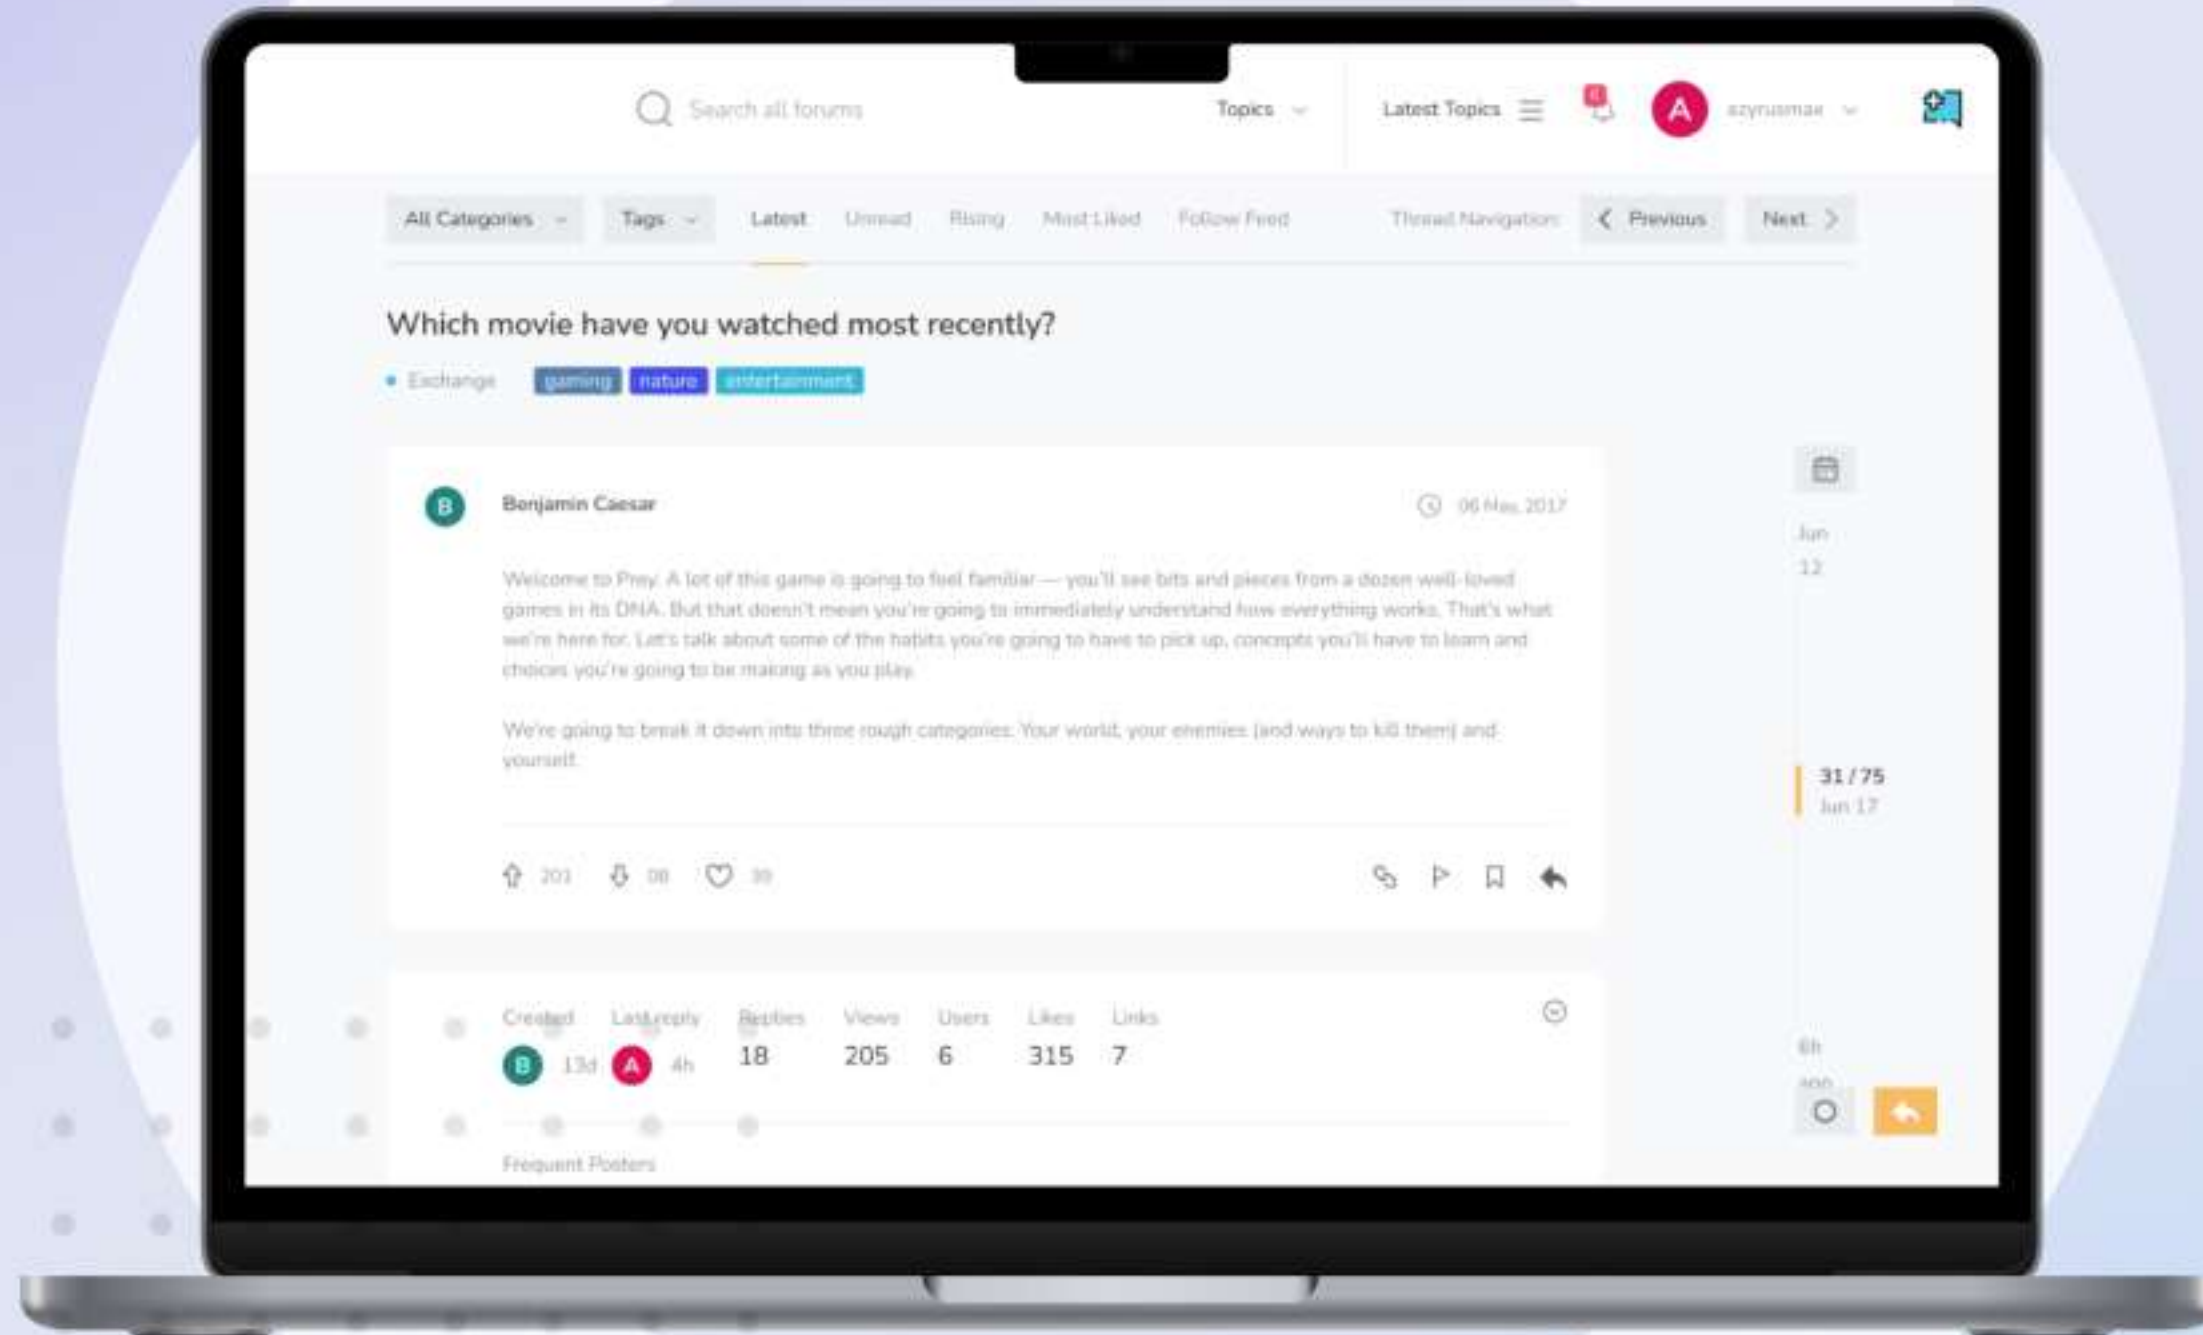 Search all forums
Topics
Latest Topics
A
azyrusmax
All Categories
Tags
Latest
Unread
Rising
Most Liked
Follow Feed
Thread Navigation:
Previous
Next
Which movie have you watched most recently?
Exchange
gaming
nature
entertainment
B
Benjamin Caesar
06 May, 2017
Welcome to Prey. A lot of this game is going to feel familiar — you'll see bits and pieces from a dozen well-loved
games in its DNA. But that doesn't mean you're going to immediately understand how everything works. That's what
we're here for. Let's talk about some of the habits you're going to have to pick up, concepts you'll have to learn and
choices you're going to be making as you play.
We're going to break it down into three rough categories: Your world, your enemies (and ways to kill them) and
yourself.
201
08
39
Jun
12
31 / 75
Jun 17
6h
ago
Created
Last reply
Replies
Views
Users
Likes
Links
B
13d
A
4h
18
205
6
315
7
Frequent Posters